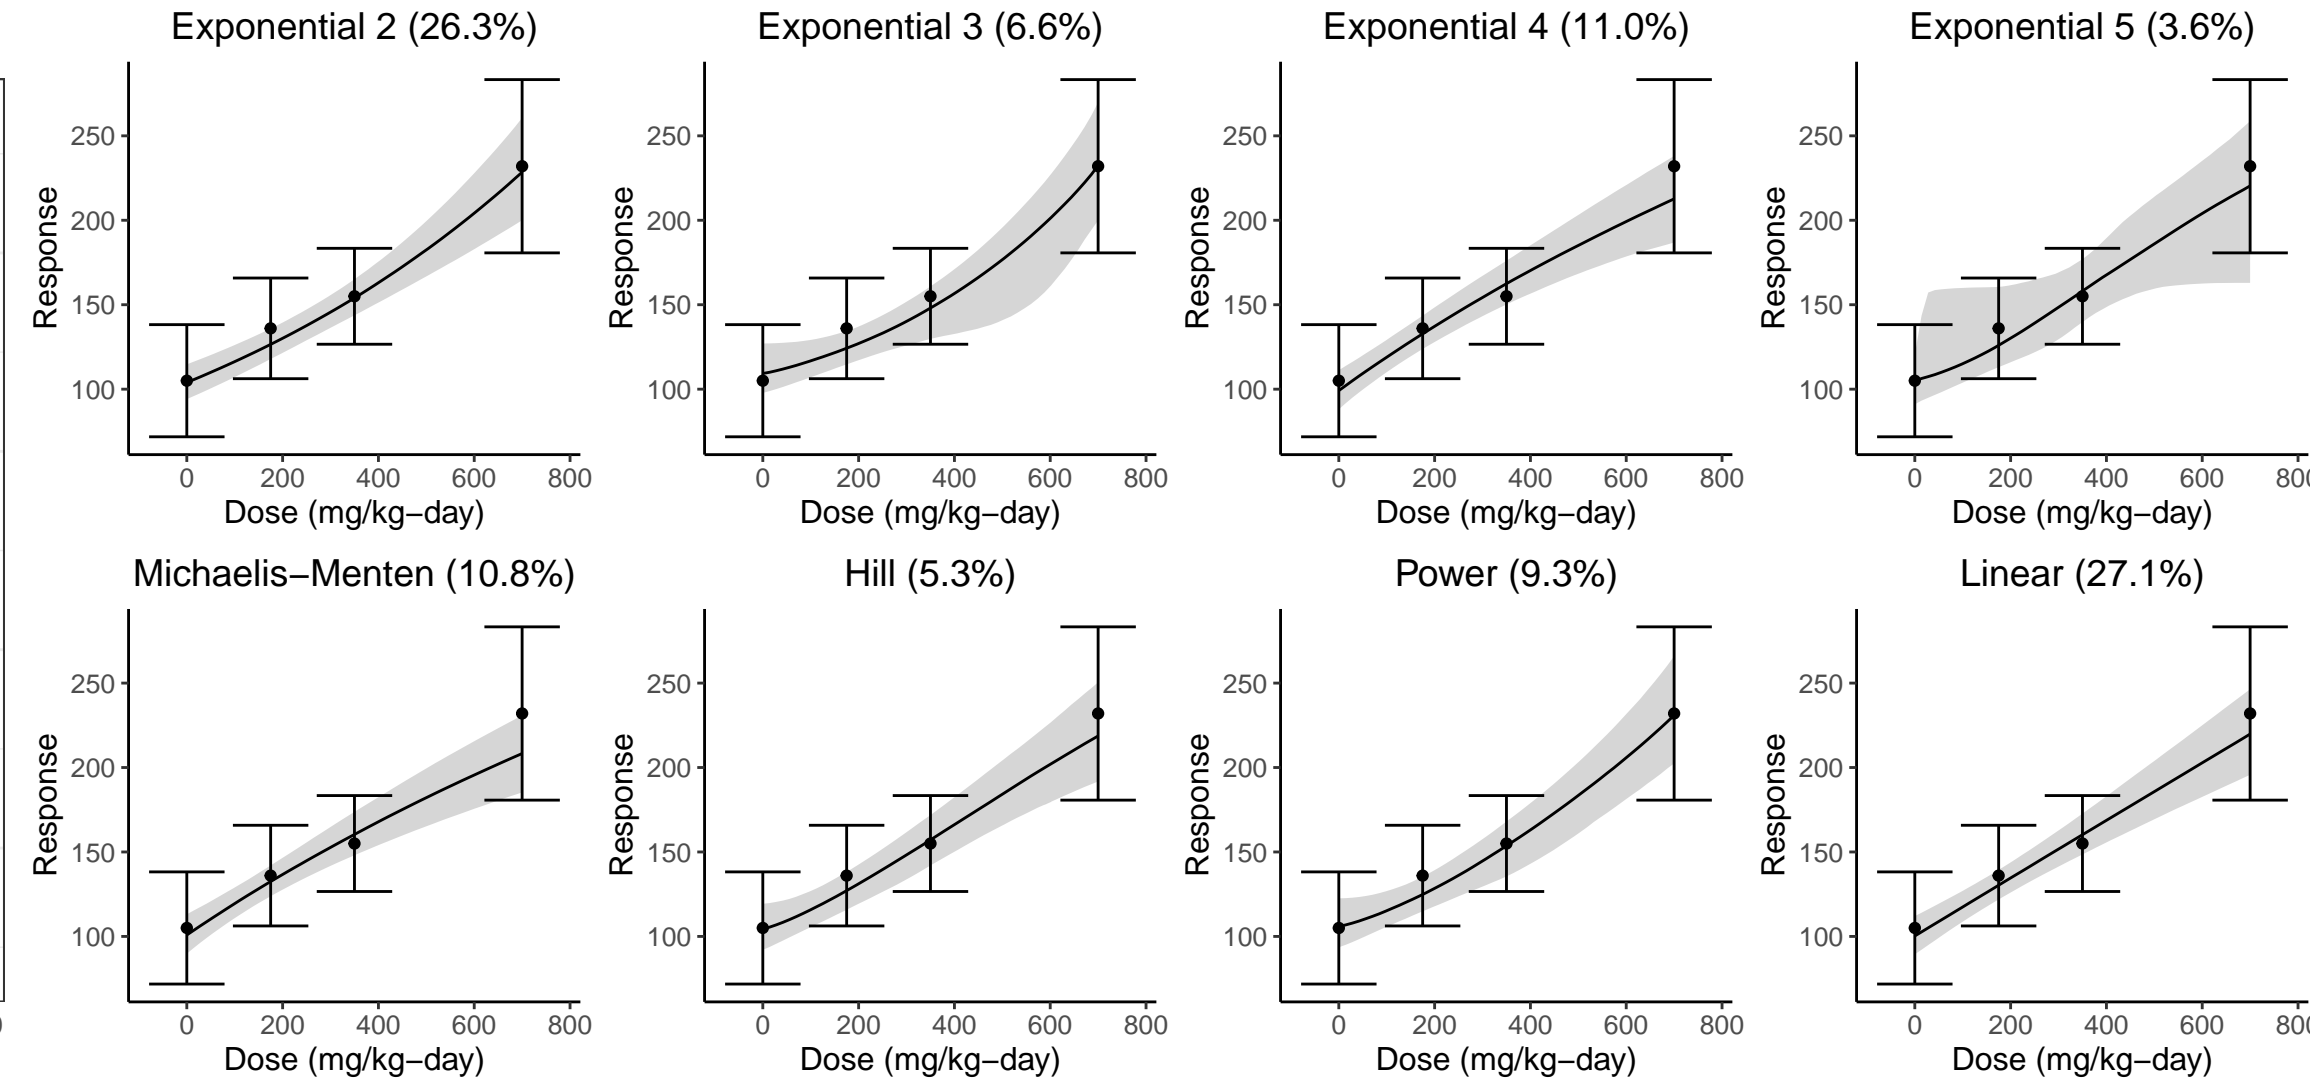 Exponential 2 (26.3%)
Response
250
200
150
100
0 200 400 600 800
Dose (mg/kg−day)
Exponential 3 (6.6%)
Response
250
200
150
100
0 200 400 600 800
Dose (mg/kg−day)
Exponential 4 (11.0%)
Response
250
200
150
100
0 200 400 600 800
Dose (mg/kg−day)
Exponential 5 (3.6%)
Response
250
200
150
100
0 200 400 600
Dose (mg/kg−day)
Michaelis−Menten (10.8%)
Response
250
200
150
100
0 200 400 600 800
Dose (mg/kg−day)
Hill (5.3%)
Response
250
200
150
100
0 200 400 600 800
Dose (mg/kg−day)
Power (9.3%)
Response
250
200
150
100
0 200 400 600 800
Dose (mg/kg−day)
Linear (27.1%)
Response
250
200
150
100
0 200 400 600
Dose (mg/kg−day)